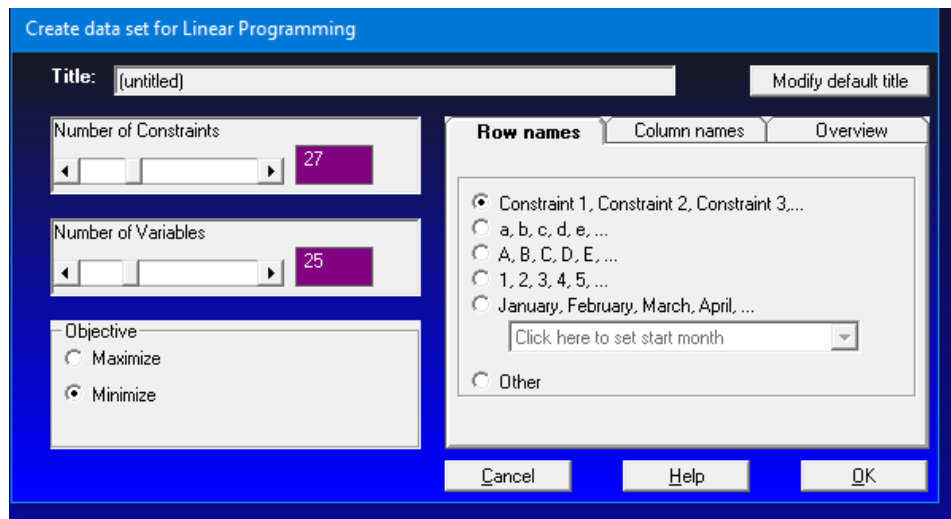 Create data set for Linear Programming
Title: (untitled) Modify default title
Number of Constraints
27
Number of Variables
25
Objective
Maximize
Minimize
Row names Column names Overview
Constraint 1, Constraint 2, Constraint 3,...
a, b, c, d, e, ...
A, B, C, D, E, ...
1, 2, 3, 4, 5, ...
January, February, March, April, ...
Click here to set start month
Other
Cancel Help OK